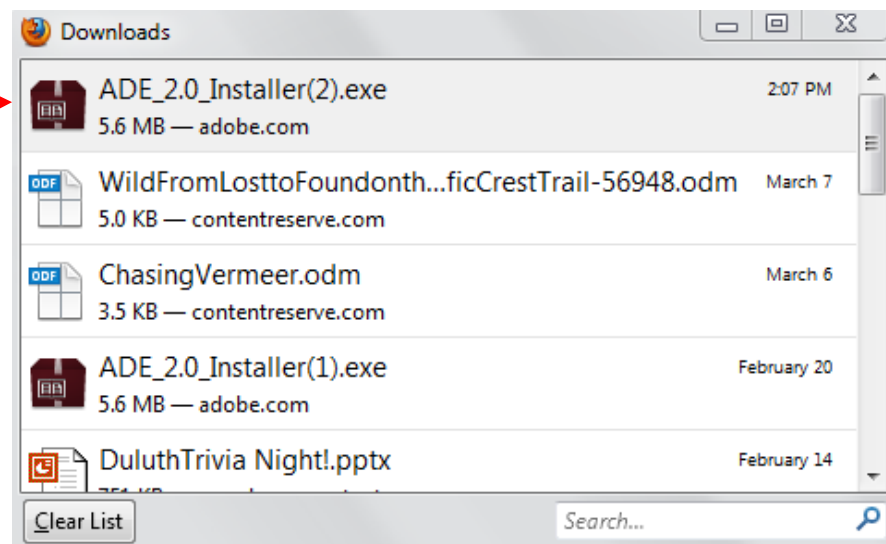 Downloads
ADE_2.0_Installer(2).exe 2:07 PM
5.6 MB — adobe.com
ODF WildFromLosttoFoundonth...ficCrestTrail-56948.odm March 7
5.0 KB — contentreserve.com
ODF ChasingVermeer.odm March 6
3.5 KB — contentreserve.com
ADE_2.0_Installer(1).exe February 20
5.6 MB — adobe.com
DuluthTrivia Night!.pptx February 14
Clear List Search...